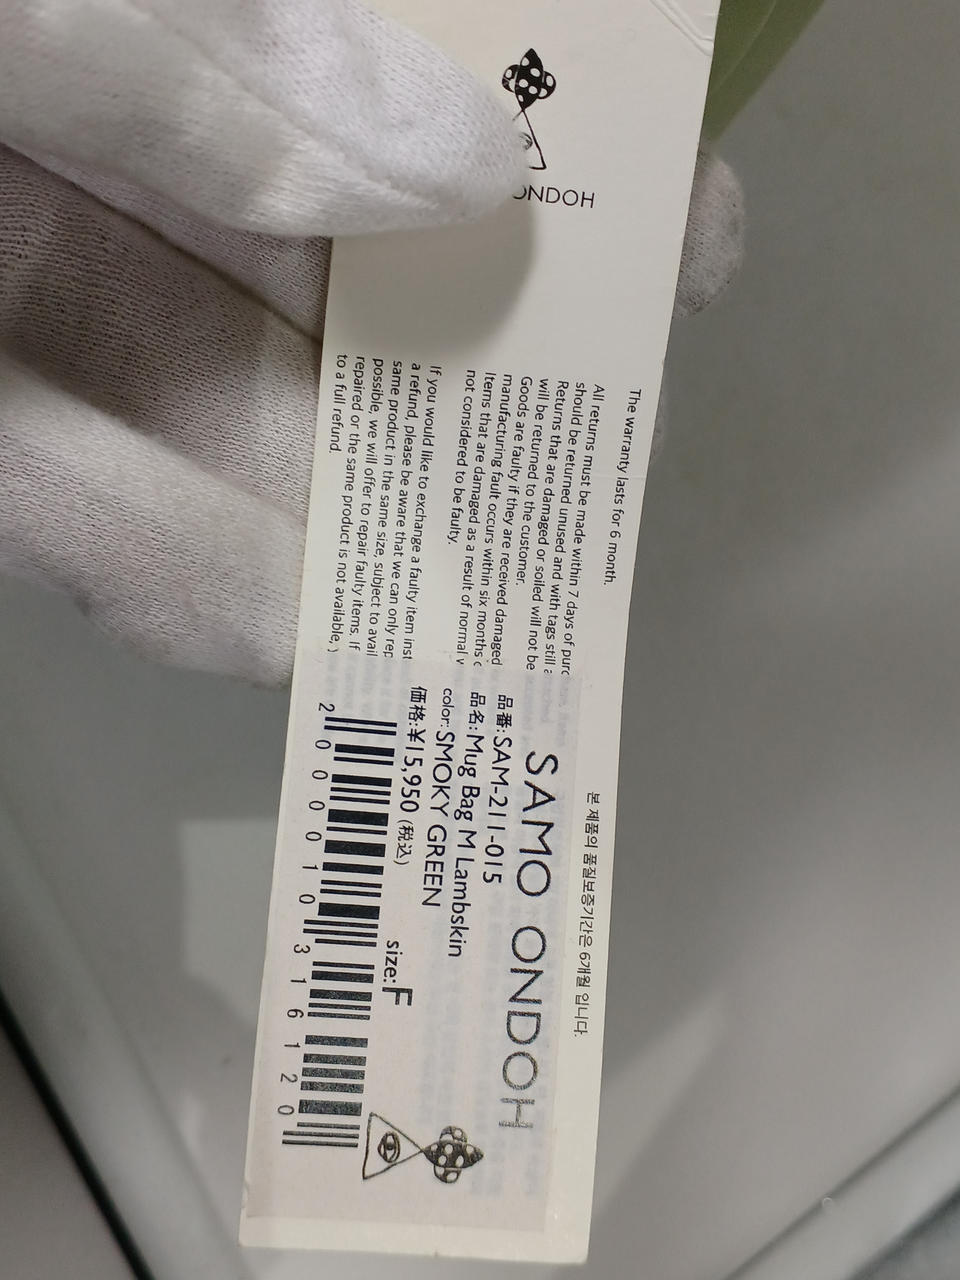 ONDOH
The warranty lasts for 6 month.
All returns must be made within 7 days of
should be returned unused and with tags still
Returns that are damaged or soiled will not be
will be returned to the customer.
Goods are faulty if they are received damaged
manufacturing fault occurs within six months
Items that are damaged as a result of normal
not considered to be faulty.
If you would like to exchange a faulty item
a refund, please be aware that we can only
same product in the same size, subject to
possible, we will offer to repair faulty items. If
repaired or the same product is not available,
to a full refund.
본 제품의 품질보증기간은 6개월 입니다.
SAMO ONDOH
品番:SAM-211-015
品名:Mug Bag M Lambskin
color:SMOKY GREEN
価格:¥15,950 (税込)
size:F
2000010316120